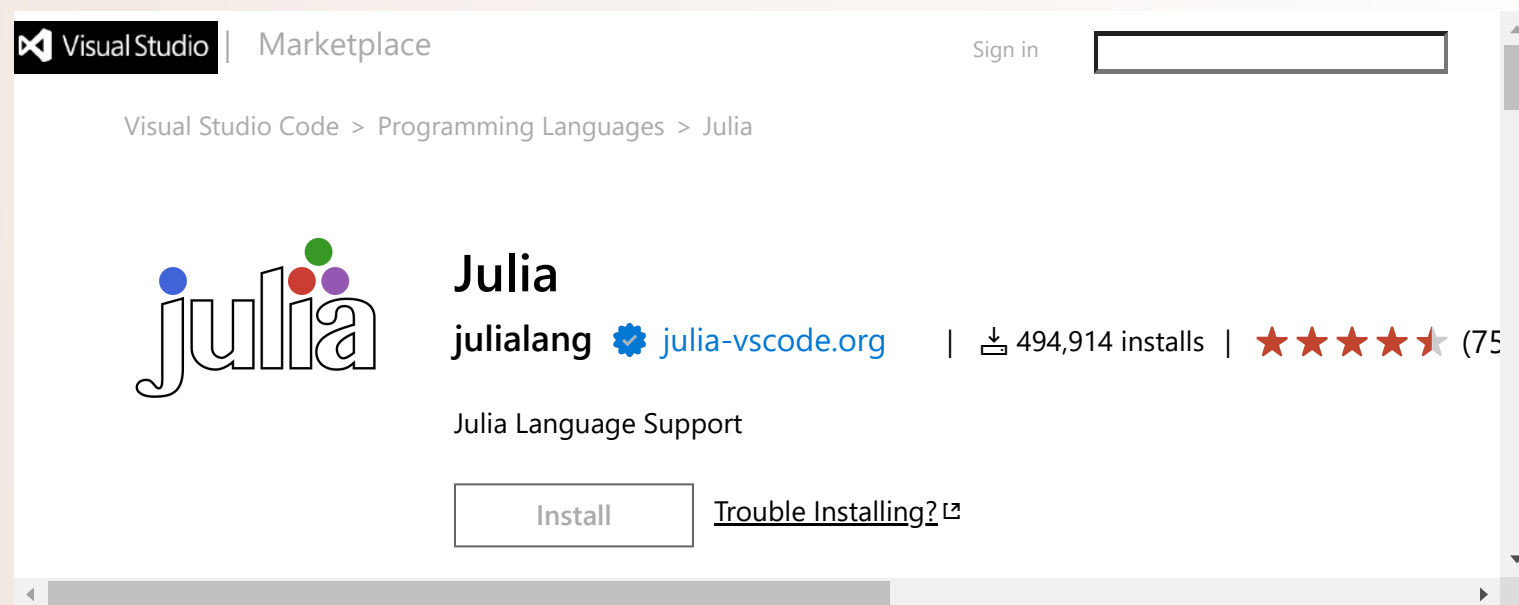 Visual Studio | Marketplace
Sign in
Visual Studio Code > Programming Languages > Julia
julia
Julia
julialang julia-vscode.org | 494,914 installs | (75
Julia Language Support
Install Trouble Installing?